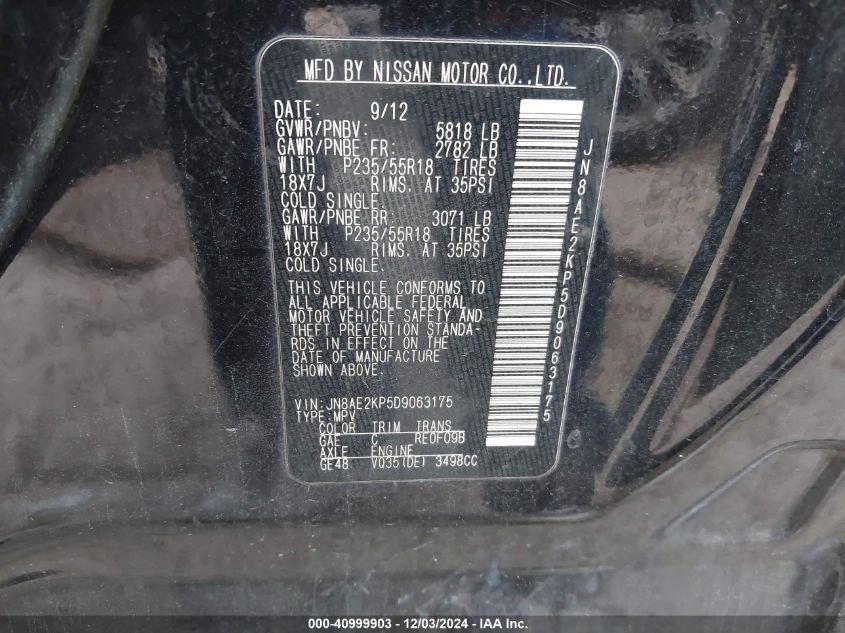 MFD BY NISSAN MOTOR CO.,LTD.
DATE: 9/12
GVWR/PNBV: 5818 LB
GAWR/PNBE FR: 2782 LB
WITH P235/55R18 TIRES
18X7J RIMS. AT 35PSI
COLD SINGLE.
GAWR/PNBE RR: 3071 LB
WITH P235/55R18 TIRES
18X7J RIMS. AT 35PSI
COLD SINGLE.
THIS VEHICLE CONFORMS TO
ALL APPLICABLE FEDERAL
MOTOR VEHICLE SAFETY AND
THEFT PREVENTION STANDA-
RDS IN EFFECT ON THE
DATE OF MANUFACTURE
SHOWN ABOVE.
VIN:JN8AE2KP5D9063175
TYPE:MPV
COLOR TRIM TRANS
GAE C RE0F09B
AXLE ENGINE
GE48 VQ35(DE) 3498CC
JN8AE2KP5D9063175
000-40999903 - 12/03/2024 - IAA Inc.